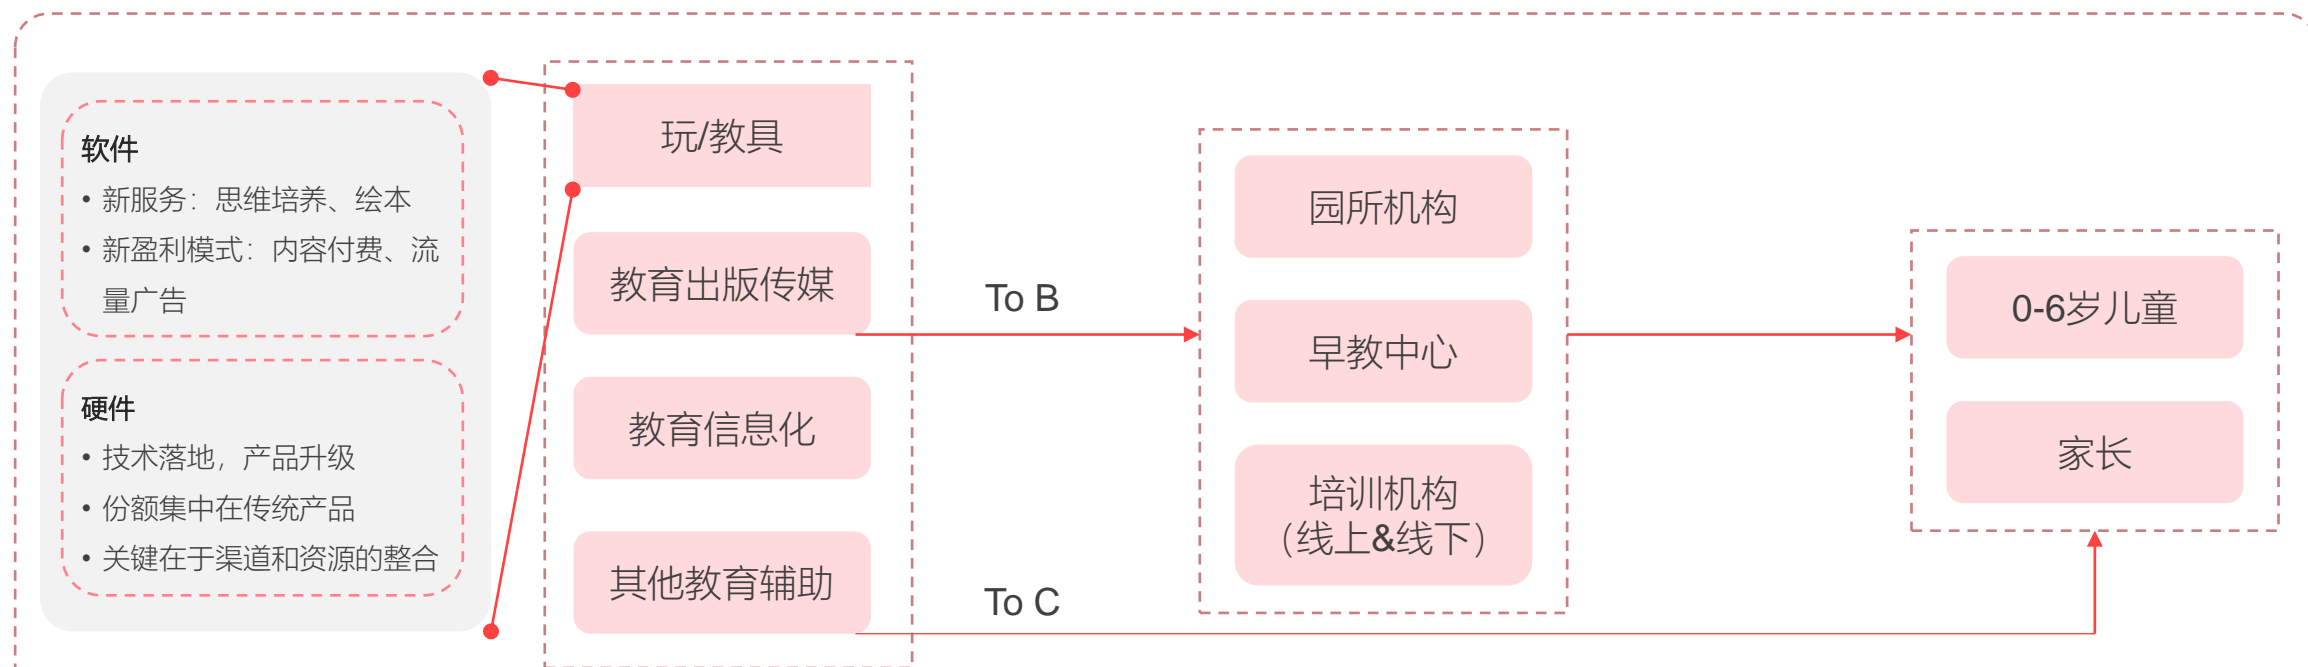 软件
• 新服务：思维培养、绘本
• 新盈利模式：内容付费、流
量广告
硬件
• 技术落地，产品升级
• 份额集中在传统产品
• 关键在于渠道和资源的整合
玩/教具
教育出版传媒
教育信息化
其他教育辅助
To B
To C
园所机构
早教中心
培训机构
（线上&线下）
0-6岁儿童
家长